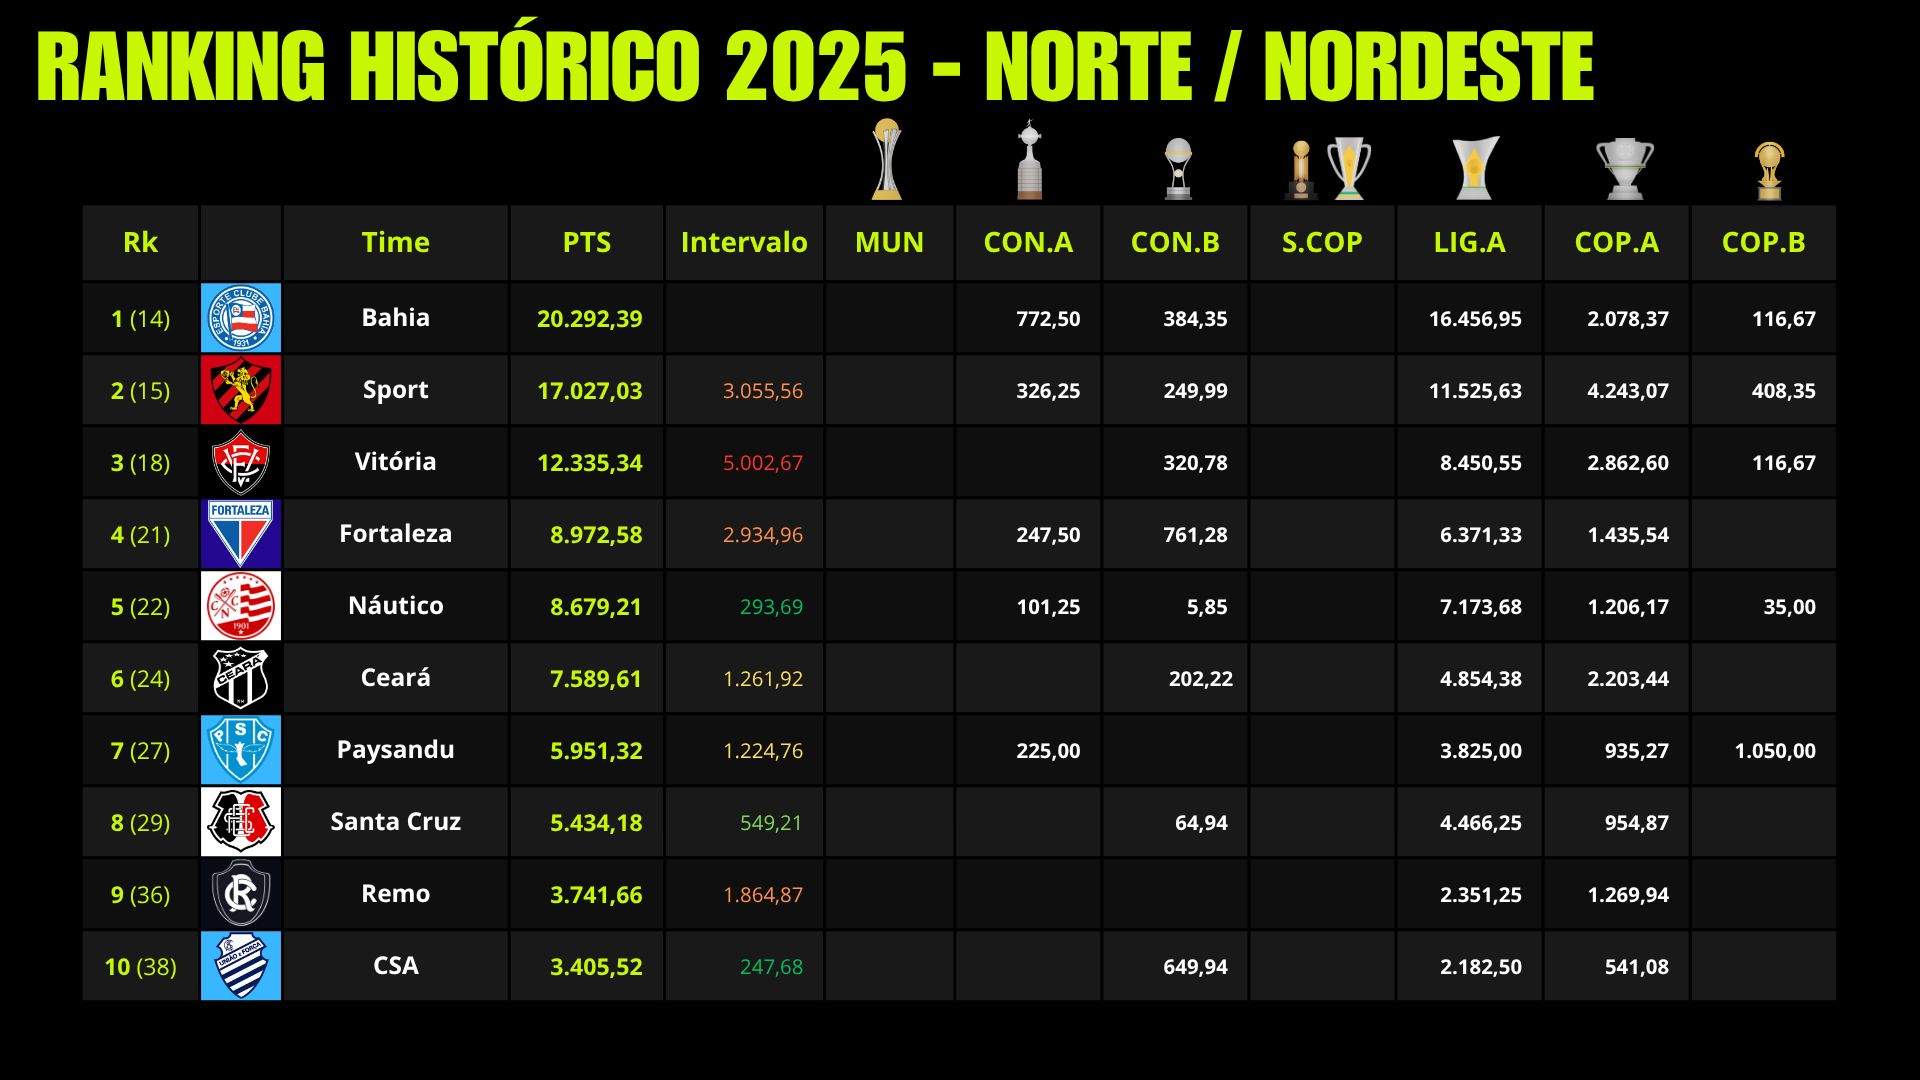 RANKING HISTÓRICO 2025 - NORTE / NORDESTE
Rk Time PTS Intervalo MUN CON.A CON.B S.COP LIG.A COP.A COP.B
1 (14) ESPORTE CLUBE BAHIA 1931 Bahia 20.292,39 772,50 384,35 16.456,95 2.078,37 116,67
2 (15) Sport 17.027,03 3.055,56 326,25 249,99 11.525,63 4.243,07 408,35
3 (18) Vitória 12.335,34 5.002,67 320,78 8.450,55 2.862,60 116,67
4 (21) FORTALEZA Fortaleza 8.972,58 2.934,96 247,50 761,28 6.371,33 1.435,54
5 (22) C N C 1901 Náutico 8.679,21 293,69 101,25 5,85 7.173,68 1.206,17 35,00
6 (24) CEARÁ Ceará 7.589,61 1.261,92 202,22 4.854,38 2.203,44
7 (27) P S C Paysandu 5.951,32 1.224,76 225,00 3.825,00 935,27 1.050,00
8 (29) Santa Cruz 5.434,18 549,21 64,94 4.466,25 954,87
9 (36) Remo 3.741,66 1.864,87 2.351,25 1.269,94
10 (38) UNIÃO E FORÇA CSA 3.405,52 247,68 649,94 2.182,50 541,08